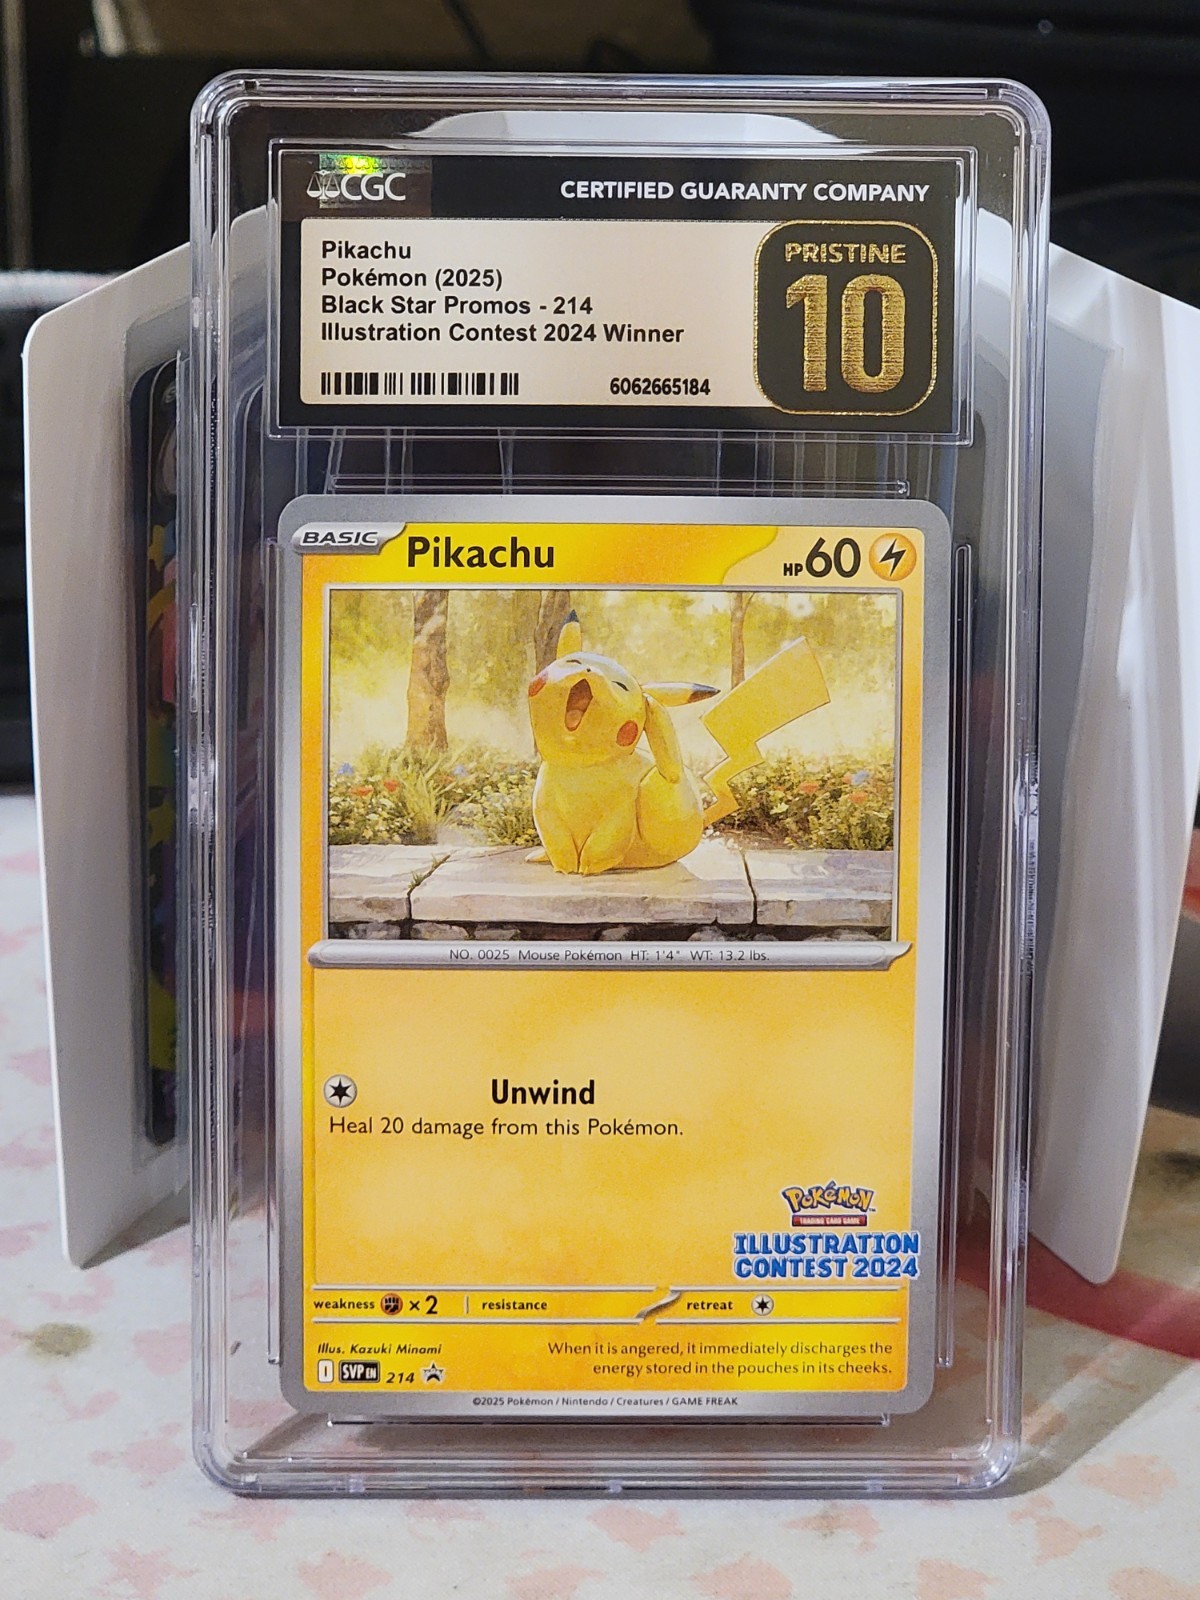 CGC
CERTIFIED GUARANTY COMPANY
Pikachu
Pokémon (2025)
Black Star Promos - 214
Illustration Contest 2024 Winner
6062665184
PRISTINE
10
BASIC
Pikachu
HP 60
NO. 0025 Mouse Pokémon HT: 1'4" WT: 13.2 lbs.
Unwind
Heal 20 damage from this Pokémon.
POKéMON
TRADING CARD GAME
ILLUSTRATION
CONTEST 2024
weakness ×2 resistance retreat
Illus. Kazuki Minami
When it is angered, it immediately discharges the
energy stored in the pouches in its cheeks.
I SVP EN 214
©2025 Pokémon / Nintendo / Creatures / GAME FREAK